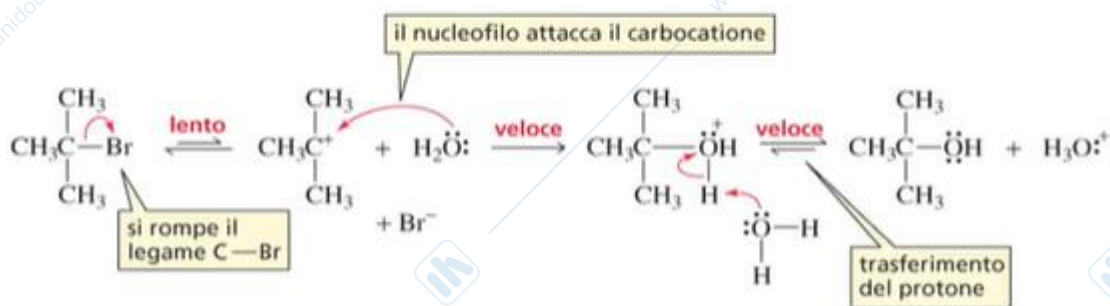 il nucleofilo attacca il carbocatione
CH₃ CH₃ CH₃ CH₃
CH₃C—Br lento CH₃C⁺ + H₂Ö: veloce CH₃C—ÖH⁺ veloce CH₃C—ÖH + H₃O:⁺
CH₃ CH₃ CH₃ H CH₃
+ Br⁻ :Ö—H
H
si rompe il
legame C—Br
trasferimento
del protone